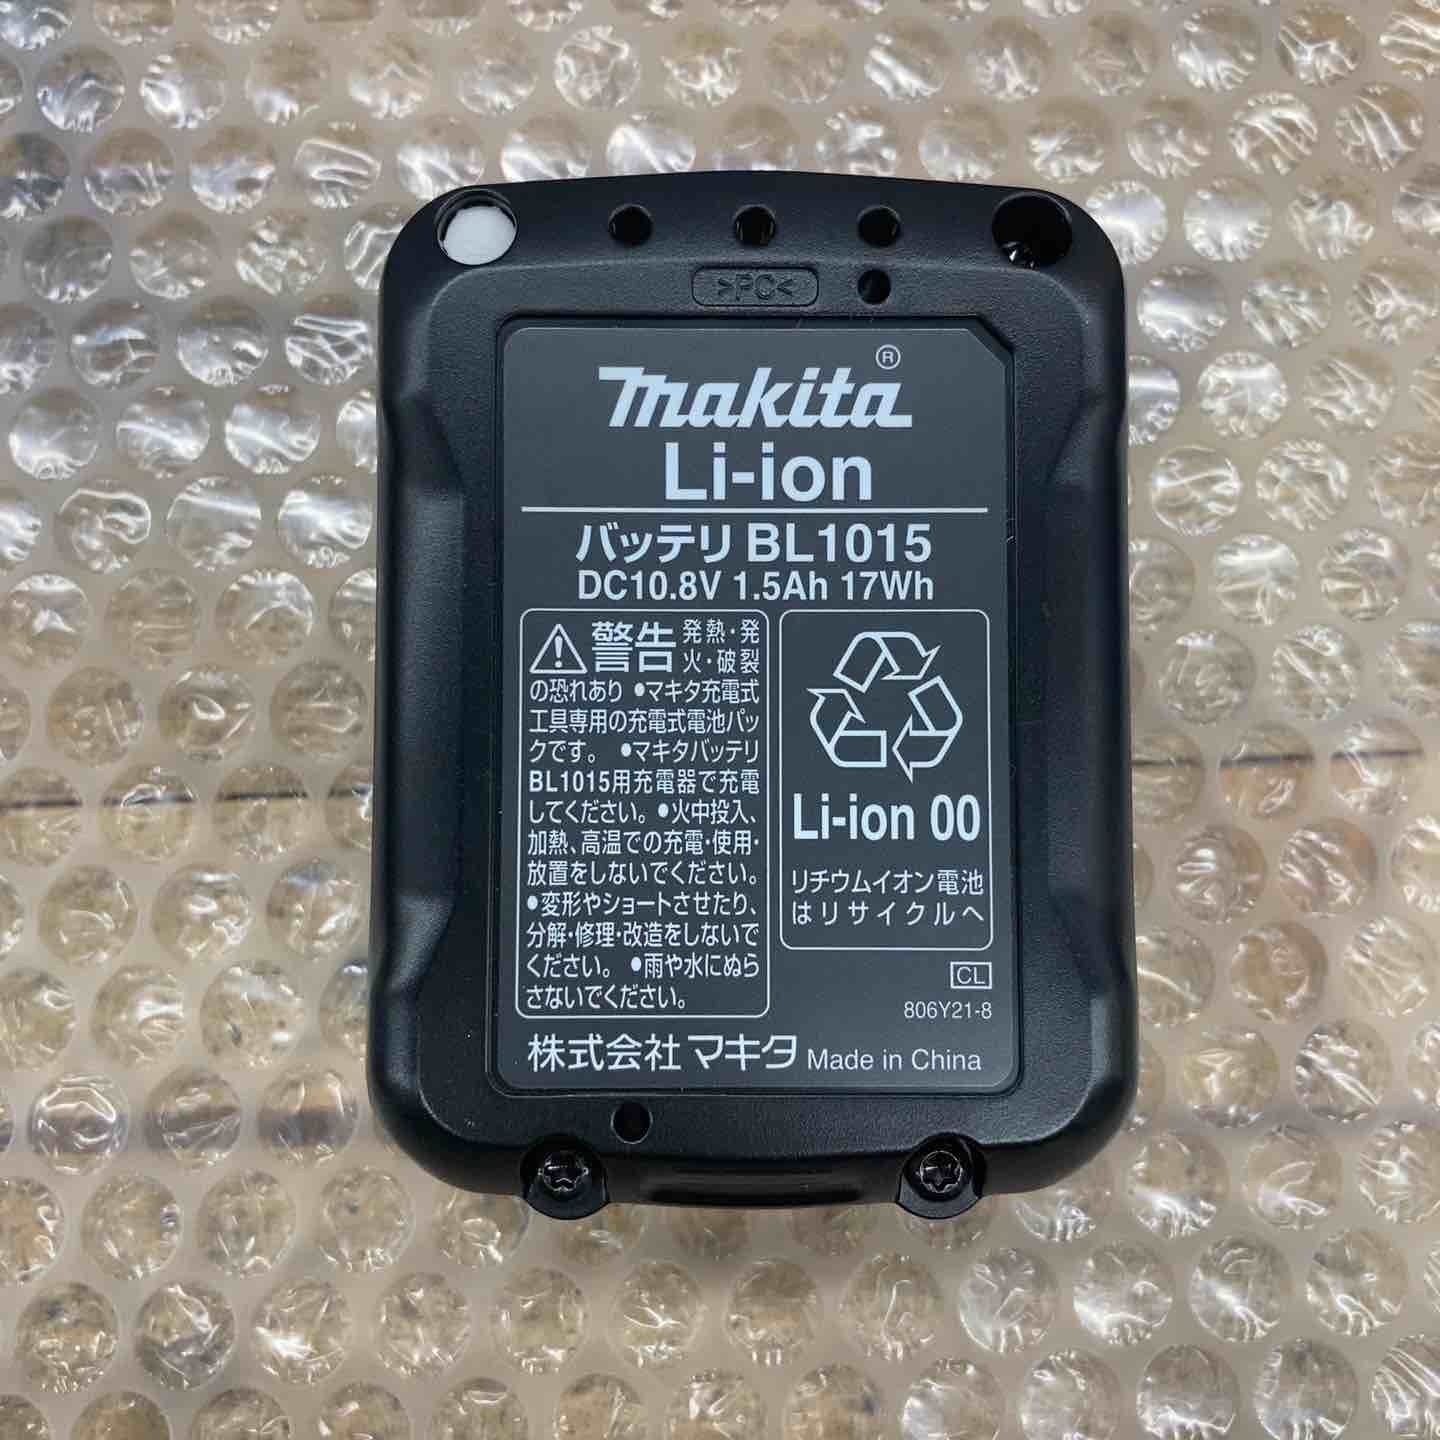 >PC<
makita®
Li-ion
バッテリ BL1015
DC10.8V 1.5Ah 17Wh
警告 発熱・発
火・破裂
の恐れあり ●マキタ充電式
工具専用の充電式電池パッ
クです。 ●マキタバッテリ
BL1015用充電器で充電
してください。●火中投入、
加熱、高温での充電・使用・
放置をしないでください。
●変形やショートさせたり、
分解・修理・改造をしないで
ください。 ●雨や水にぬら
さないでください。
Li-ion 00
リチウムイオン電池
はリサイクルへ
CL
806Y21-8
株式会社 マキタ Made in China